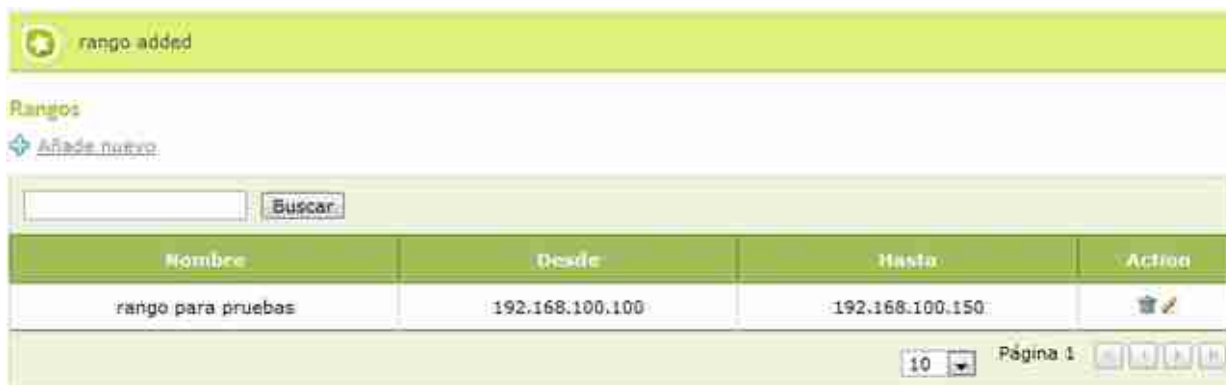 rango added
Rangos
Añade nuevo
Buscar
Nombre Desde Hasta Action
rango para pruebas 192.168.100.100 192.168.100.150
10 Página 1